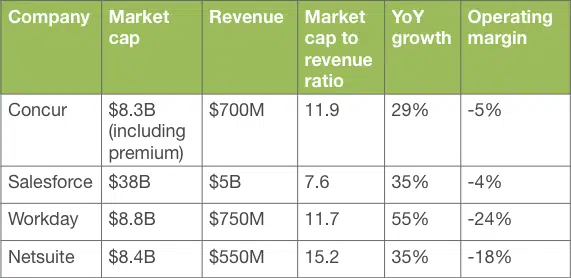 Company Market cap Revenue Market cap to revenue ratio YoY growth Operating margin
Concur $8.3B (including premium) $700M 11.9 29% -5%
Salesforce $38B $5B 7.6 35% -4%
Workday $8.8B $750M 11.7 55% -24%
Netsuite $8.4B $550M 15.2 35% -18%